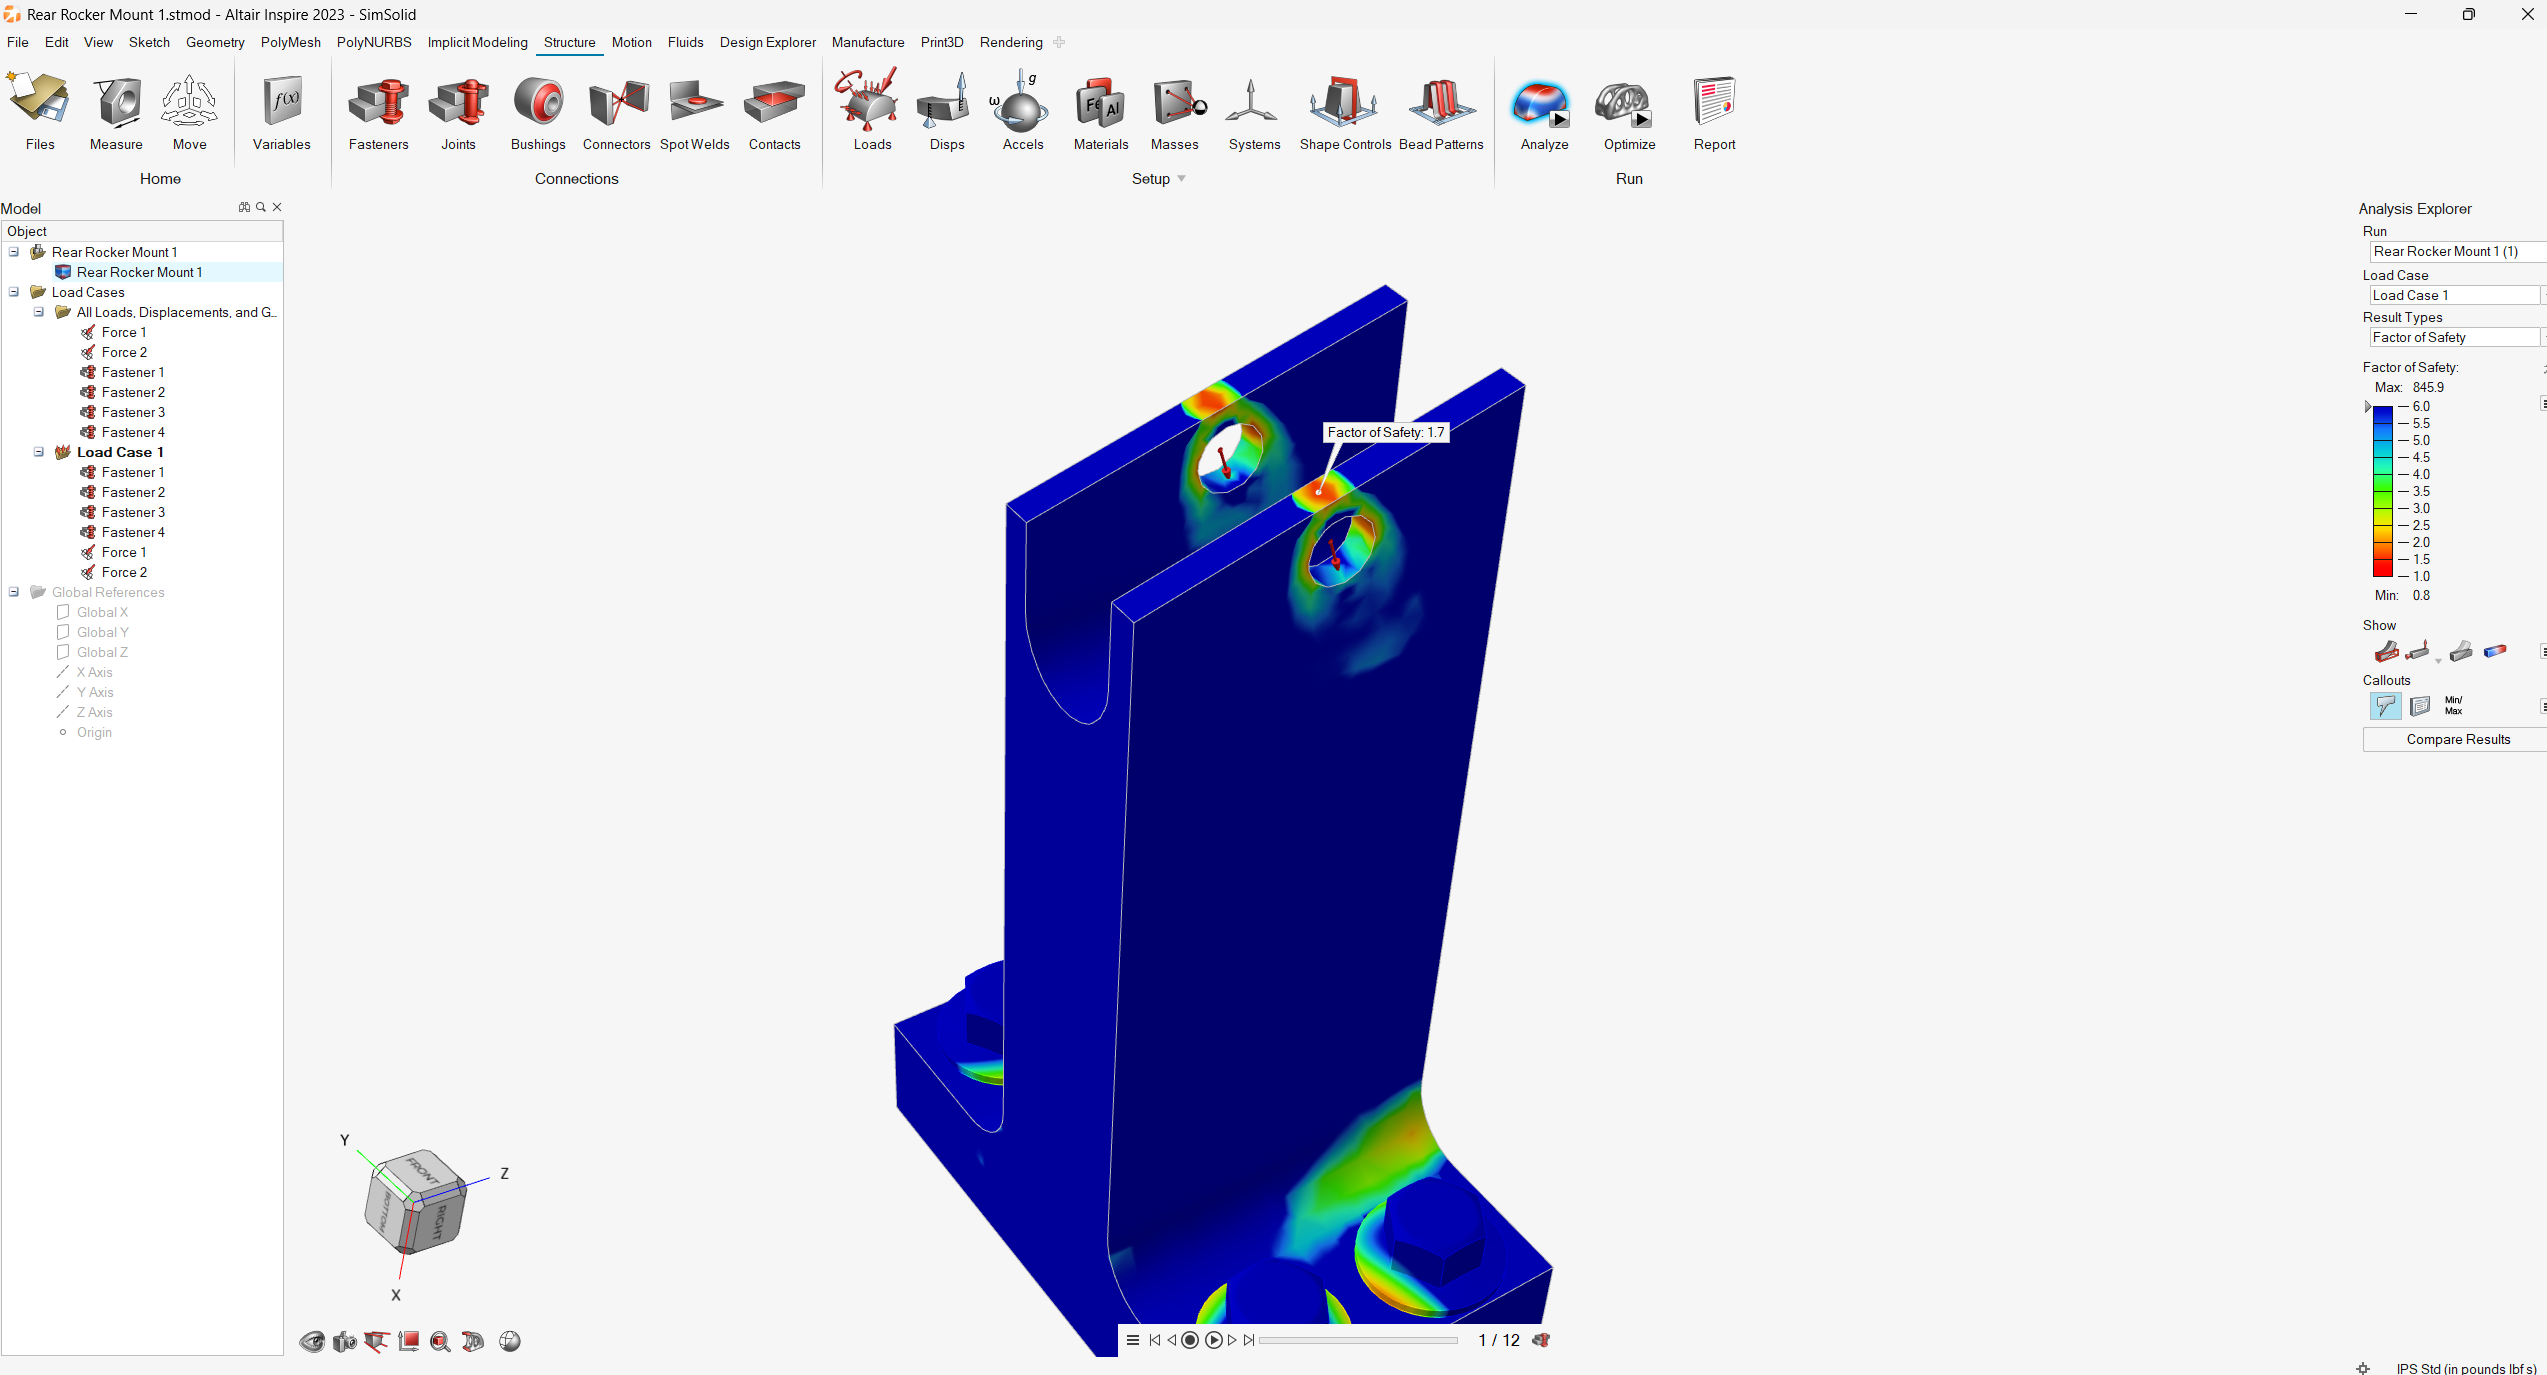 Rear Rocker Mount 1.stmod - Altair Inspire 2023 - SimSolid
File Edit View Sketch Geometry PolyMesh PolyNURBS Implicit Modeling Structure Motion Fluids Design Explorer Manufacture Print3D Rendering
f(x) Fe Al ω g
Files Measure Move Variables Fasteners Joints Bushings Connectors Spot Welds Contacts Loads Disps Accels Materials Masses Systems Shape Controls Bead Patterns Analyze Optimize Report
Home Connections Setup Run
Model
Object
Rear Rocker Mount 1
Rear Rocker Mount 1
Load Cases
All Loads, Displacements, and G...
Force 1
Force 2
Fastener 1
Fastener 2
Fastener 3
Fastener 4
Load Case 1
Fastener 1
Fastener 2
Fastener 3
Fastener 4
Force 1
Force 2
Global References
Global X
Global Y
Global Z
X Axis
Y Axis
Z Axis
Origin
Factor of Safety: 1.7
Y
Z
X
FRONT
BOTTOM
RIGHT
1 / 12
Analysis Explorer
Run
Rear Rocker Mount 1 (1)
Load Case
Load Case 1
Result Types
Factor of Safety
Factor of Safety:
Max: 845.9
6.0
5.5
5.0
4.5
4.0
3.5
3.0
2.5
2.0
1.5
1.0
Min: 0.8
Show
Callouts
Min/
Max
Compare Results
IPS Std (in pounds lbf s)